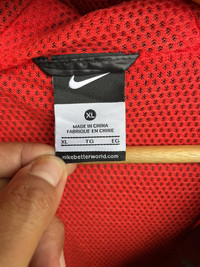 XL
MADE IN CHINA
FABRIQUÉ EN CHINE
XL TG EG
nikebetterworld.com